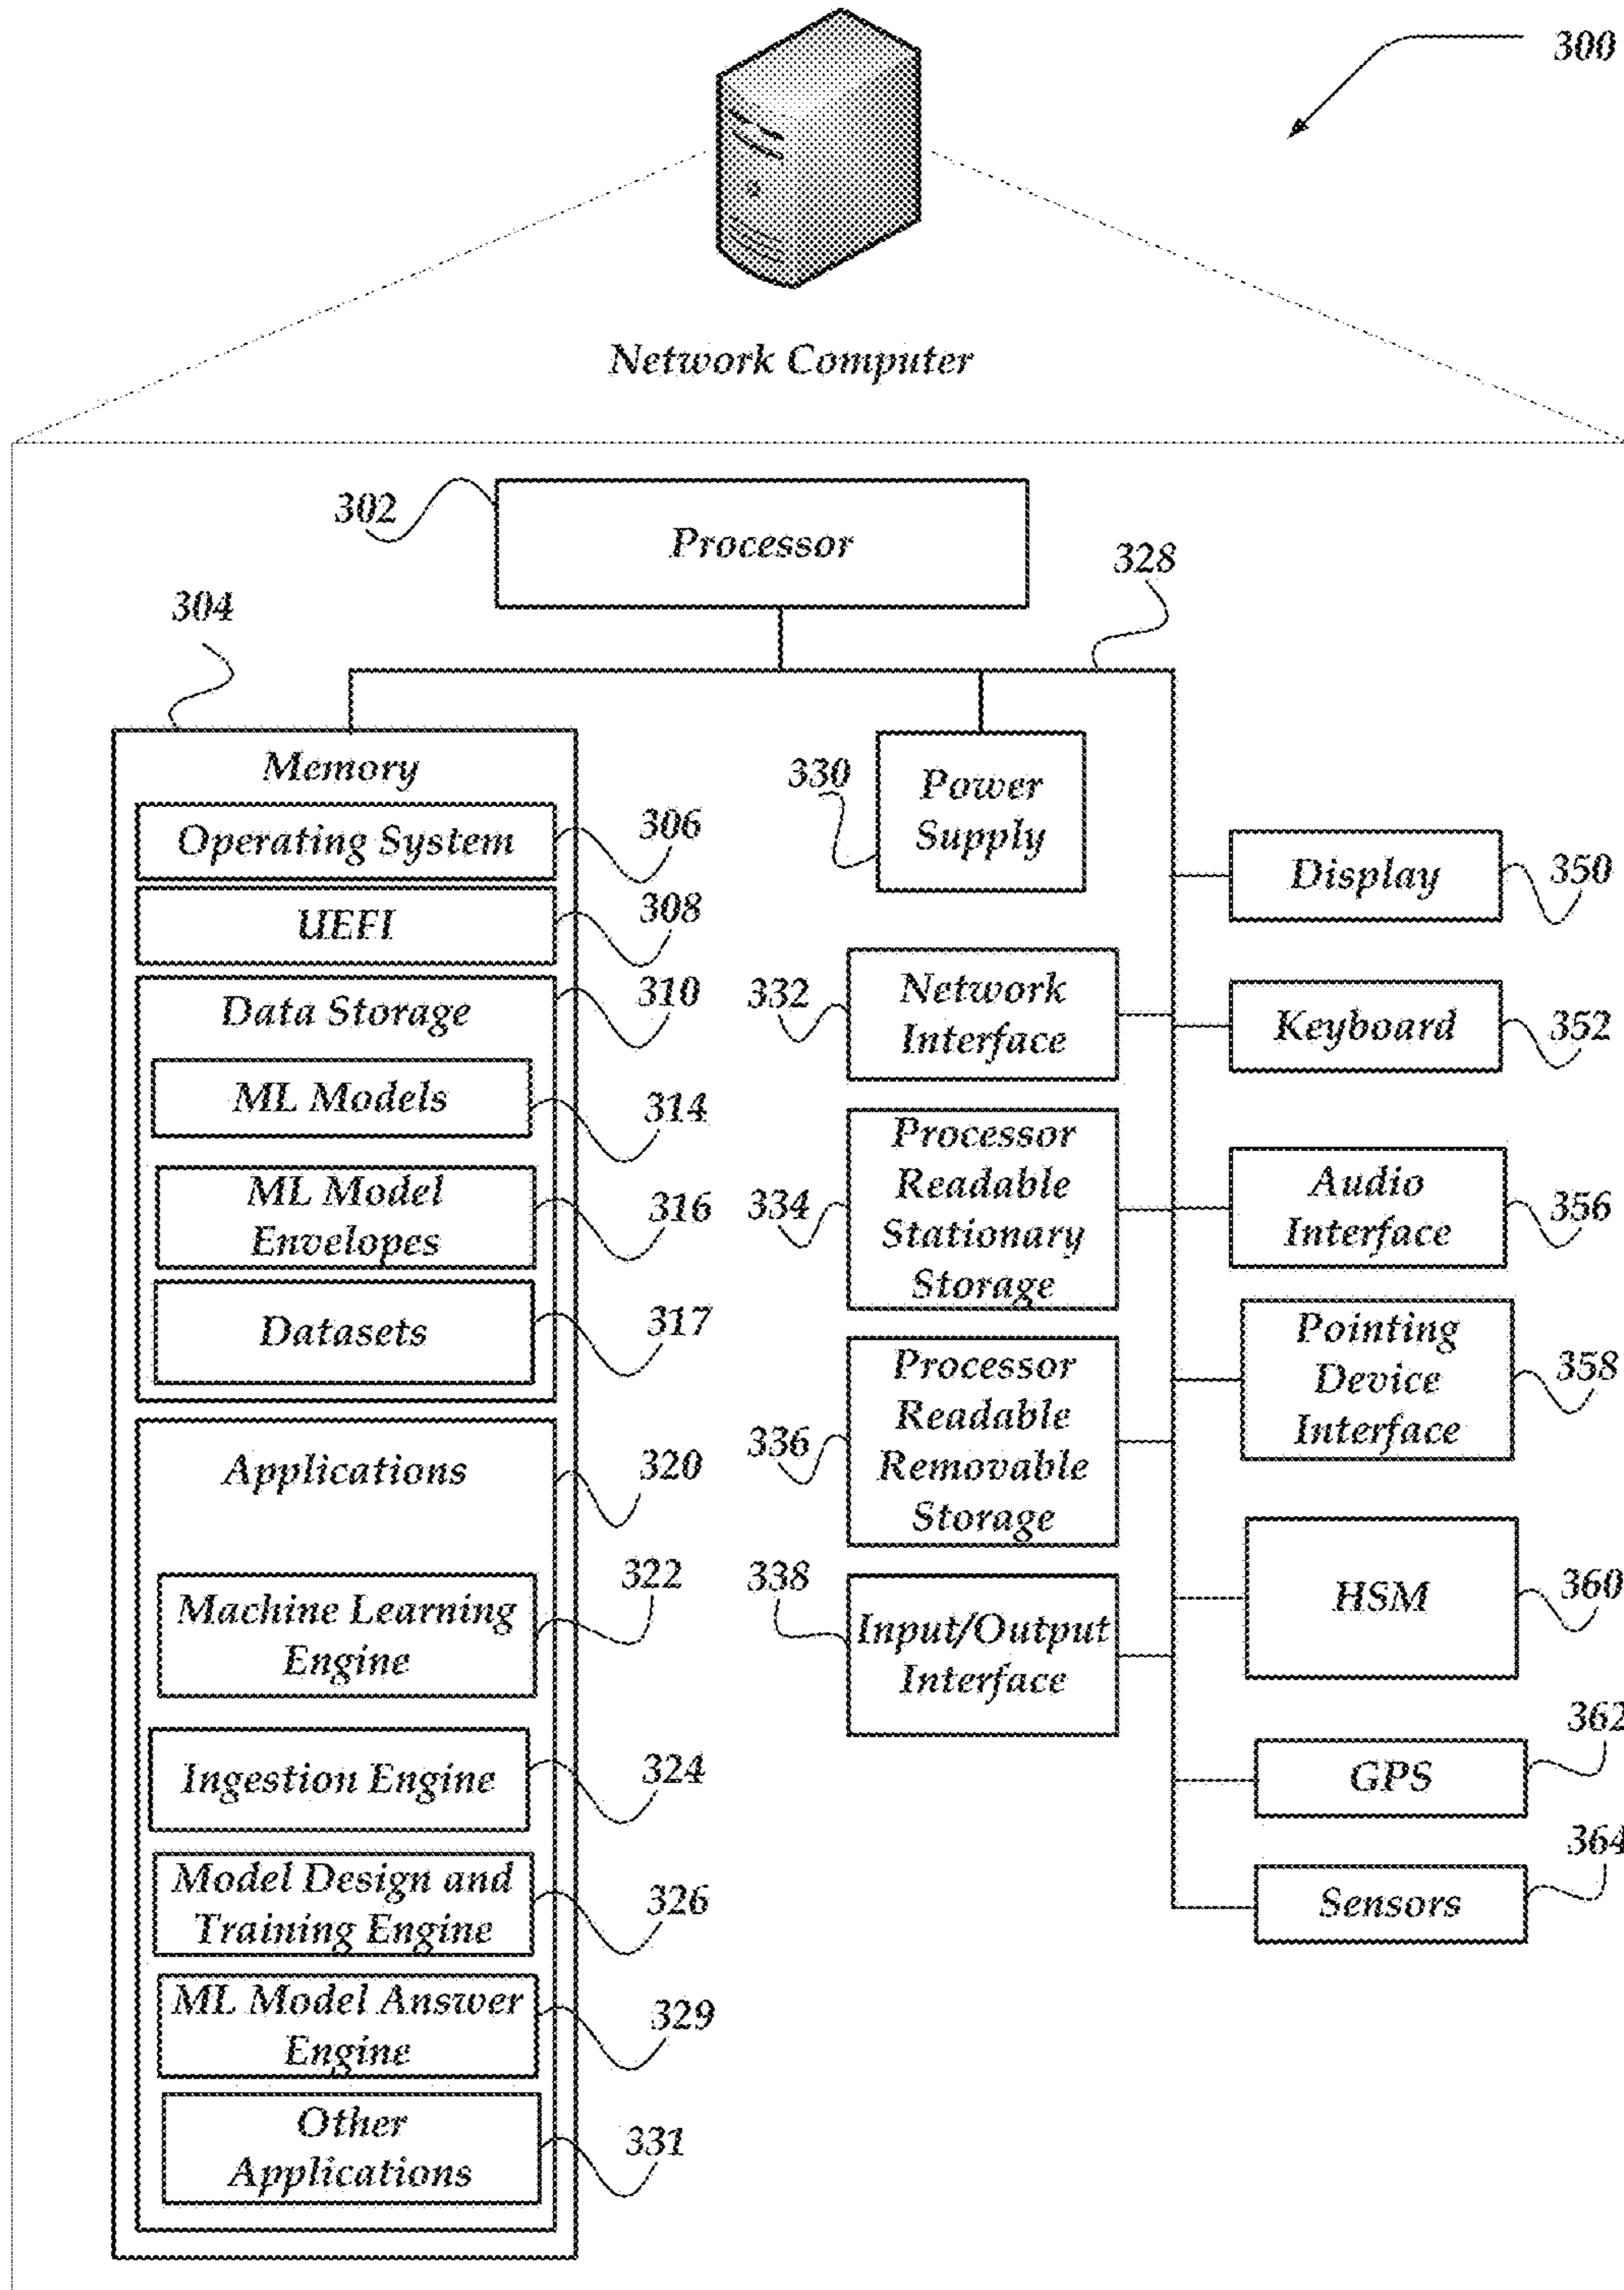 300
Network Computer
302
Processor
328
304
Memory
Operating System
306
UEFI
308
Data Storage
310
ML Models
314
ML Model
Envelopes
316
Datasets
317
Applications
320
Machine Learning
Engine
322
Ingestion Engine
324
Model Design and
Training Engine
326
ML Model Answer
Engine
329
Other
Applications
331
330
Power
Supply
332
Network
Interface
334
Processor
Readable
Stationary
Storage
336
Processor
Readable
Removable
Storage
338
Input/Output
Interface
Display
350
Keyboard
352
Audio
Interface
356
Pointing
Device
Interface
358
HSM
360
GPS
362
Sensors
364